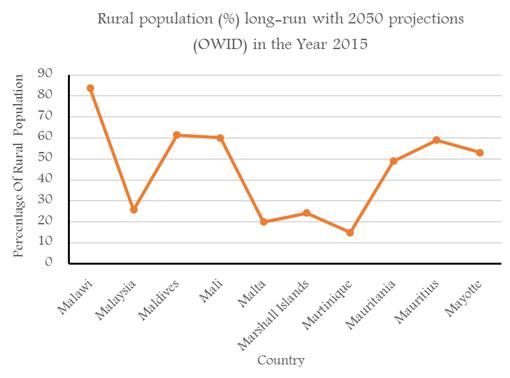 Rural population (%) long-run with 2050 projections
(OWID) in the Year 2015
Percentage Of Rural Population
90
80
70
60
50
40
30
20
10
0
Malawi
Malaysia
Maldives
Mali
Malta
Marshall Islands
Martinique
Mauritania
Mauritius
Mayotte
Country